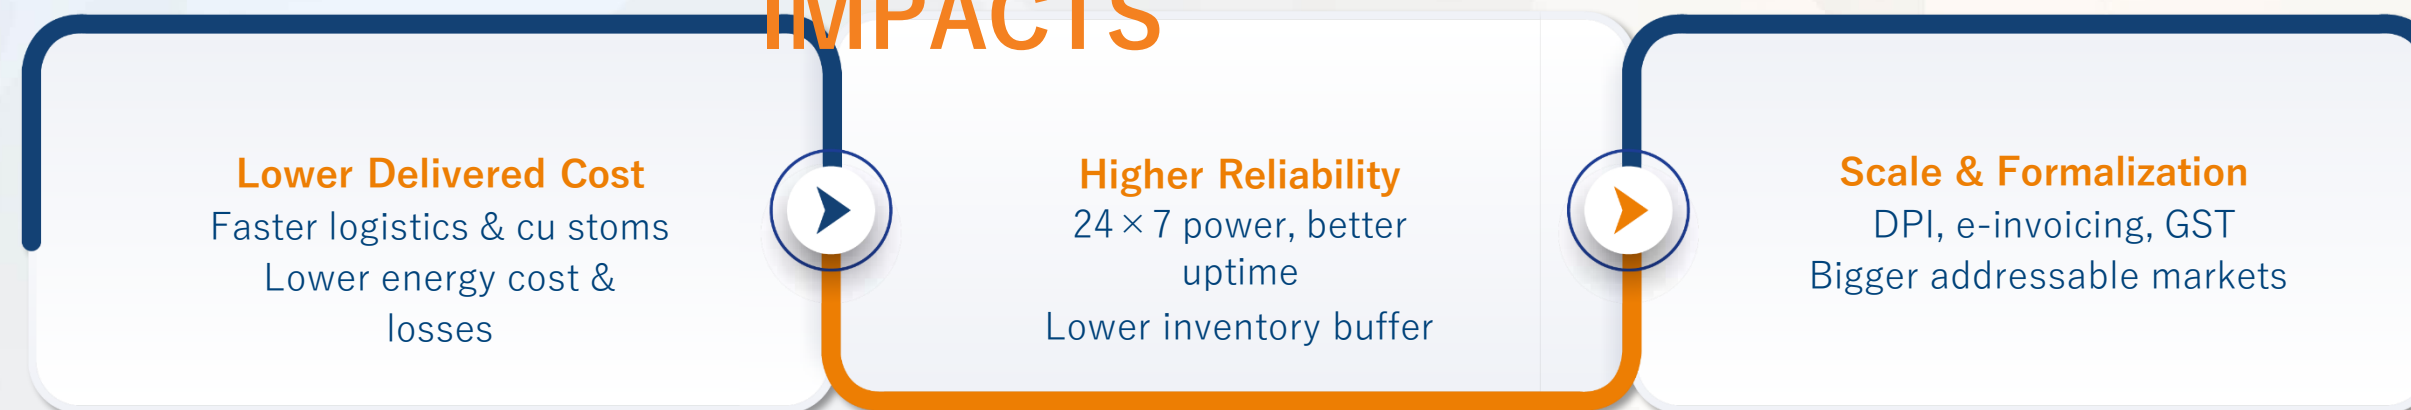 IMPACTS
Lower Delivered Cost
Faster logistics & cu stoms
Lower energy cost &
losses
Higher Reliability
24×7 power, better
uptime
Lower inventory buffer
Scale & Formalization
DPI, e-invoicing, GST
Bigger addressable markets